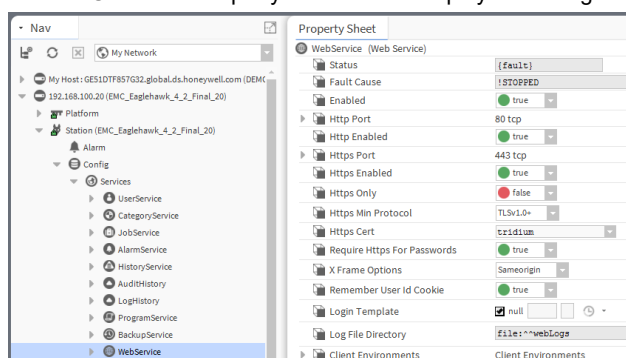 Nav
My Network
My Host : GE51DTF857G32.global.ds.honeywell.com (DEMO
192.168.100.20 (EMC_Eaglehawk_4_2_Final_20)
Platform
Station (EMC_Eaglehawk_4_2_Final_20)
Alarm
Config
Services
UserService
CategoryService
JobService
AlarmService
HistoryService
AuditHistory
LogHistory
ProgramService
BackupService
WebService
Property Sheet
WebService (Web Service)
Status {fault}
Fault Cause !STOPPED
Enabled true
Http Port 80 tcp
Http Enabled true
Https Port 443 tcp
Https Enabled true
Https Only false
Https Min Protocol TLSv1.0+
Https Cert tridium
Require Https For Passwords true
X Frame Options Sameorigin
Remember User Id Cookie true
Login Template null
Log File Directory file:^^webLogs
Client Environments Client Environments